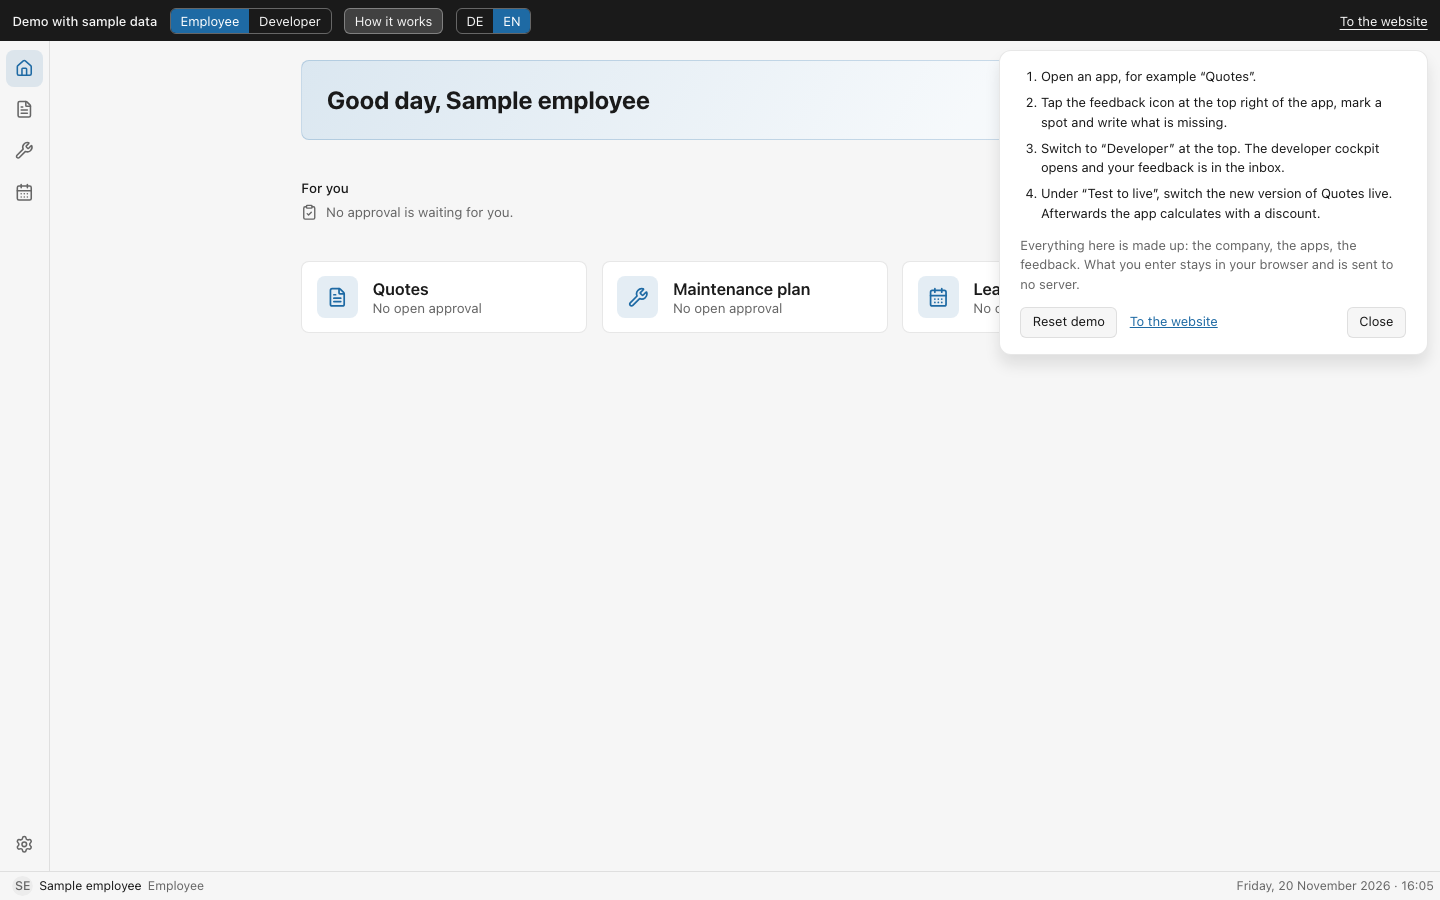 Demo with sample data
Employee
Developer
How it works
DE
EN
To the website
Good day, Sample employee
For you
No approval is waiting for you.
Quotes
No open approval
Maintenance plan
No open approval
1. Open an app, for example “Quotes”.
2. Tap the feedback icon at the top right of the app, mark a
spot and write what is missing.
3. Switch to “Developer” at the top. The developer cockpit
opens and your feedback is in the inbox.
4. Under “Test to live”, switch the new version of Quotes live.
Afterwards the app calculates with a discount.
Everything here is made up: the company, the apps, the
feedback. What you enter stays in your browser and is sent to
no server.
Reset demo
To the website
Close
SE
Sample employee
Employee
Friday, 20 November 2026 · 16:05